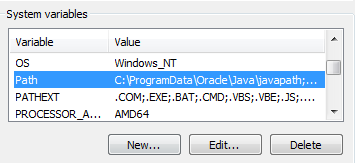 System variables
Variable Value
OS Windows_NT
Path C:\ProgramData\Oracle\Java\javapath;...
PATHEXT .COM;.EXE;.BAT;.CMD;.VBS;.VBE;.JS;....
PROCESSOR_A... AMD64
New... Edit... Delete